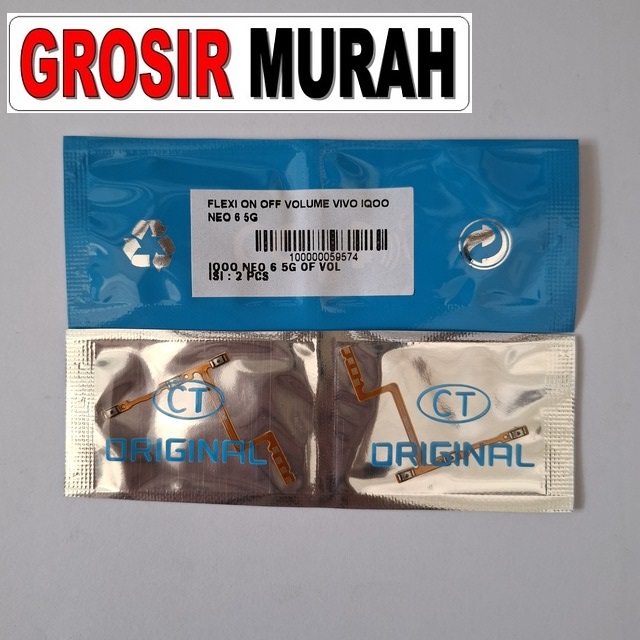 GROSIR MURAH
FLEXI ON OFF VOLUME VIVO IQOO
NEO 6 5G
100000059574
IQOO NEO 6 5G OF VOL
ISI : 2 PCS
CT
ORIGINAL
CT
ORIGINAL